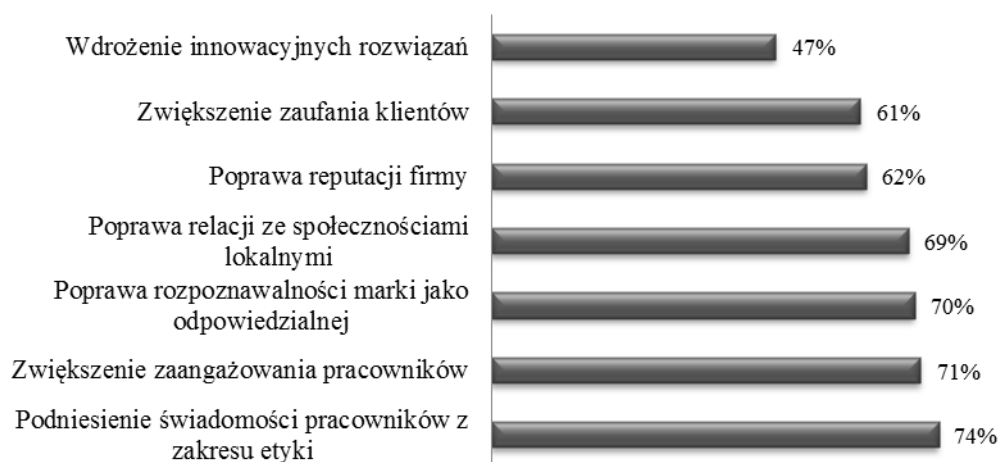 Wdrożenie innowacyjnych rozwiązań 47%
Zwiększenie zaufania klientów 61%
Poprawa reputacji firmy 62%
Poprawa relacji ze społecznościami
lokalnymi 69%
Poprawa rozpoznawalności marki jako
odpowiedzialnej 70%
Zwiększenie zaangażowania pracowników 71%
Podniesienie świadomości pracowników z
zakresu etyki 74%